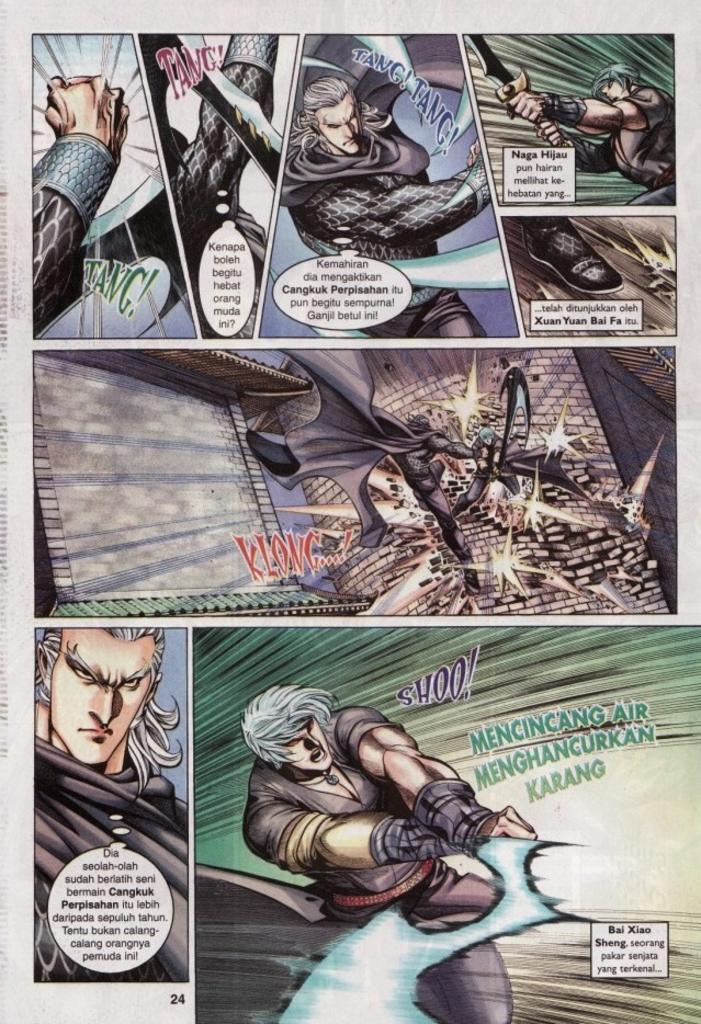 TANG!
TANG!
Kenapa
boleh
begitu
hebat
orang
muda
ini?
TANG! TANG!
Kemahiran
dia mengaktikan
Cangkuk Perpisahan itu
pun begitu sempurna!
Ganjil betul ini!
Naga Hijau
pun hairan
mellihat ke-
hebatan yang...
...telah ditunjukkan oleh
Xuan Yuan Bai Fa itu.
KLONG....!
Dia
seolah-olah
sudah berlatih seni
bermain Cangkuk
Perpisahan itu lebih
daripada sepuluh tahun.
Tentu bukan calang-
calang orangnya
pemuda ini!
SHOO!
MENCINCANG AIR
MENGHANCURKAN
KARANG
Bai Xiao
Sheng, seorang
pakar senjata
yang terkenal...
24